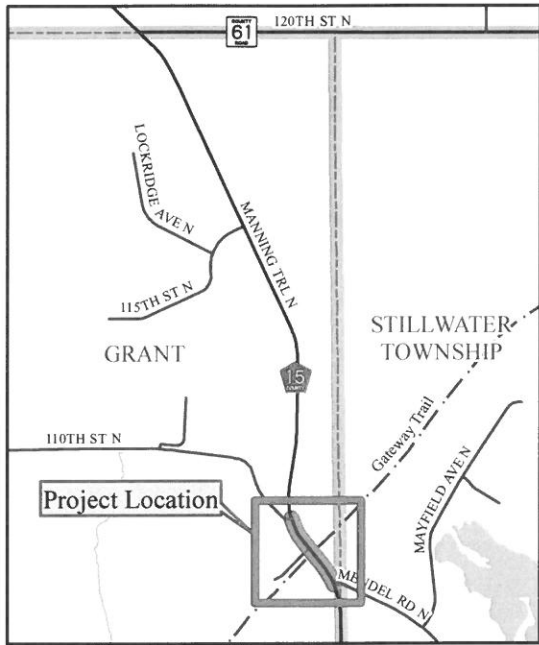 120TH ST N
COUNTY
61
ROAD
LOCKRIDGE AVE N
MANNING TRL N
115TH ST N
GRANT
STILLWATER
TOWNSHIP
15
COUNTY
Gateway Trail
110TH ST N
MAYFIELD AVE N
Project Location
MENDEL RD N